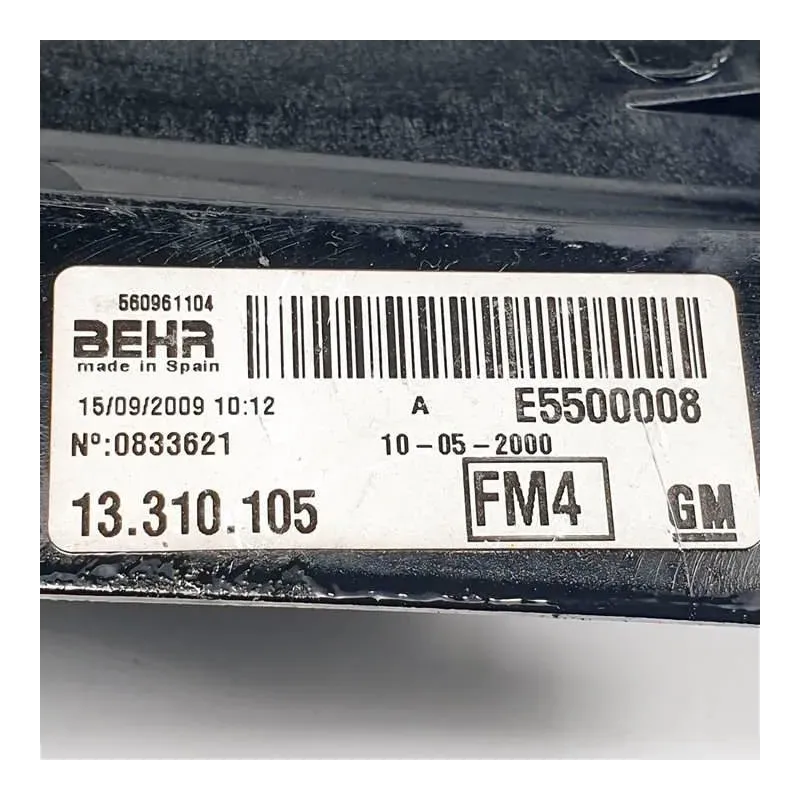 560961104
BEHR
made in Spain
15/09/2009 10:12 A E5500008
Nº:0833621 10-05-2000
13.310.105 FM4 GM